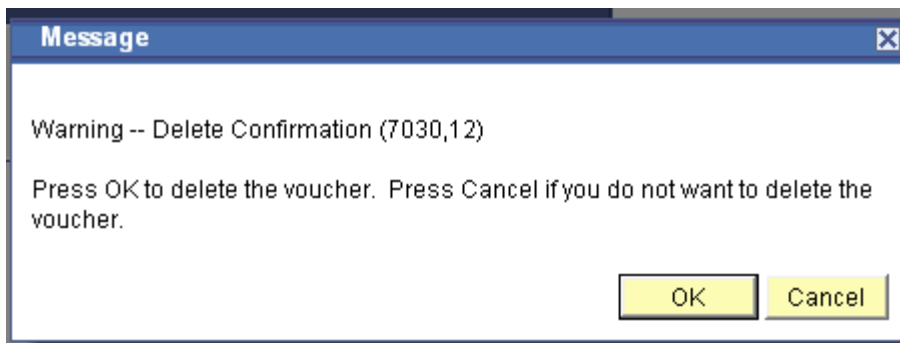 Message
Warning -- Delete Confirmation (7030,12)
Press OK to delete the voucher.  Press Cancel if you do not want to delete the
voucher.
OK
Cancel